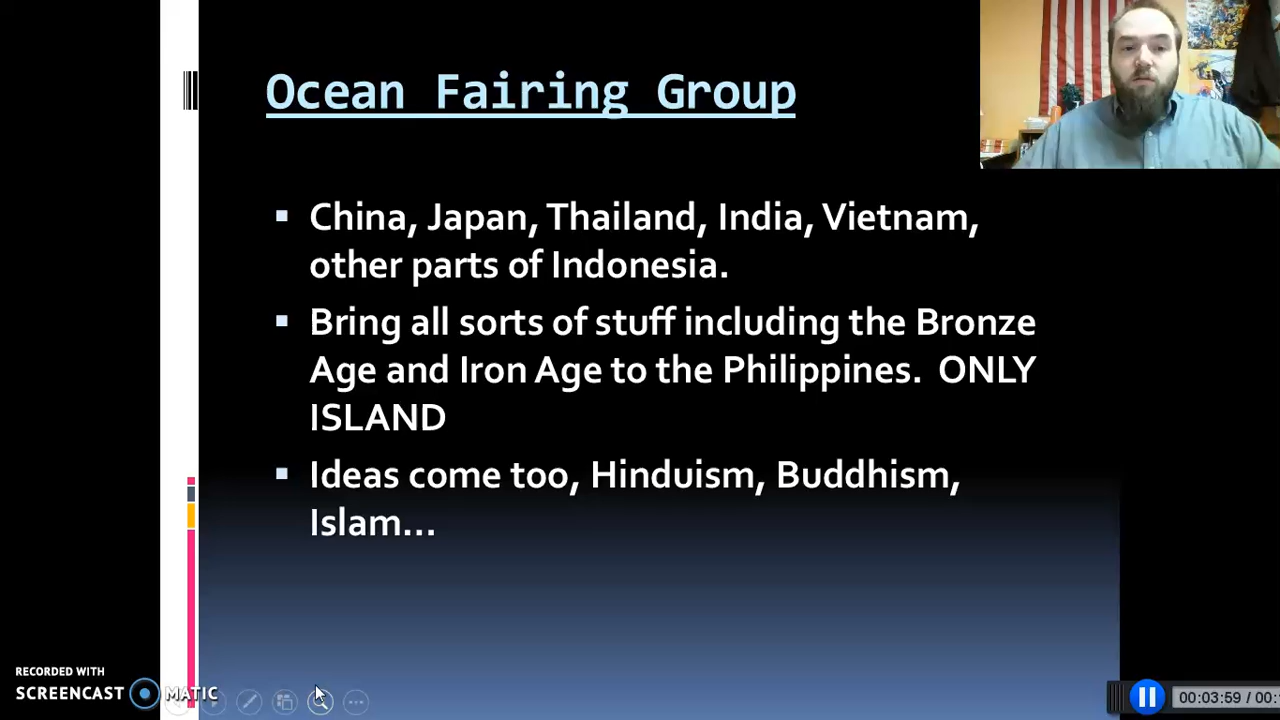 Ocean Fairing Group
China, Japan, Thailand, India, Vietnam,
other parts of Indonesia.
Bring all sorts of stuff including the Bronze
Age and Iron Age to the Philippines. ONLY
ISLAND
Ideas come too, Hinduism, Buddhism,
Islam...
RECORDED WITH
SCREENCAST MATIC
00:03:59 / 00: